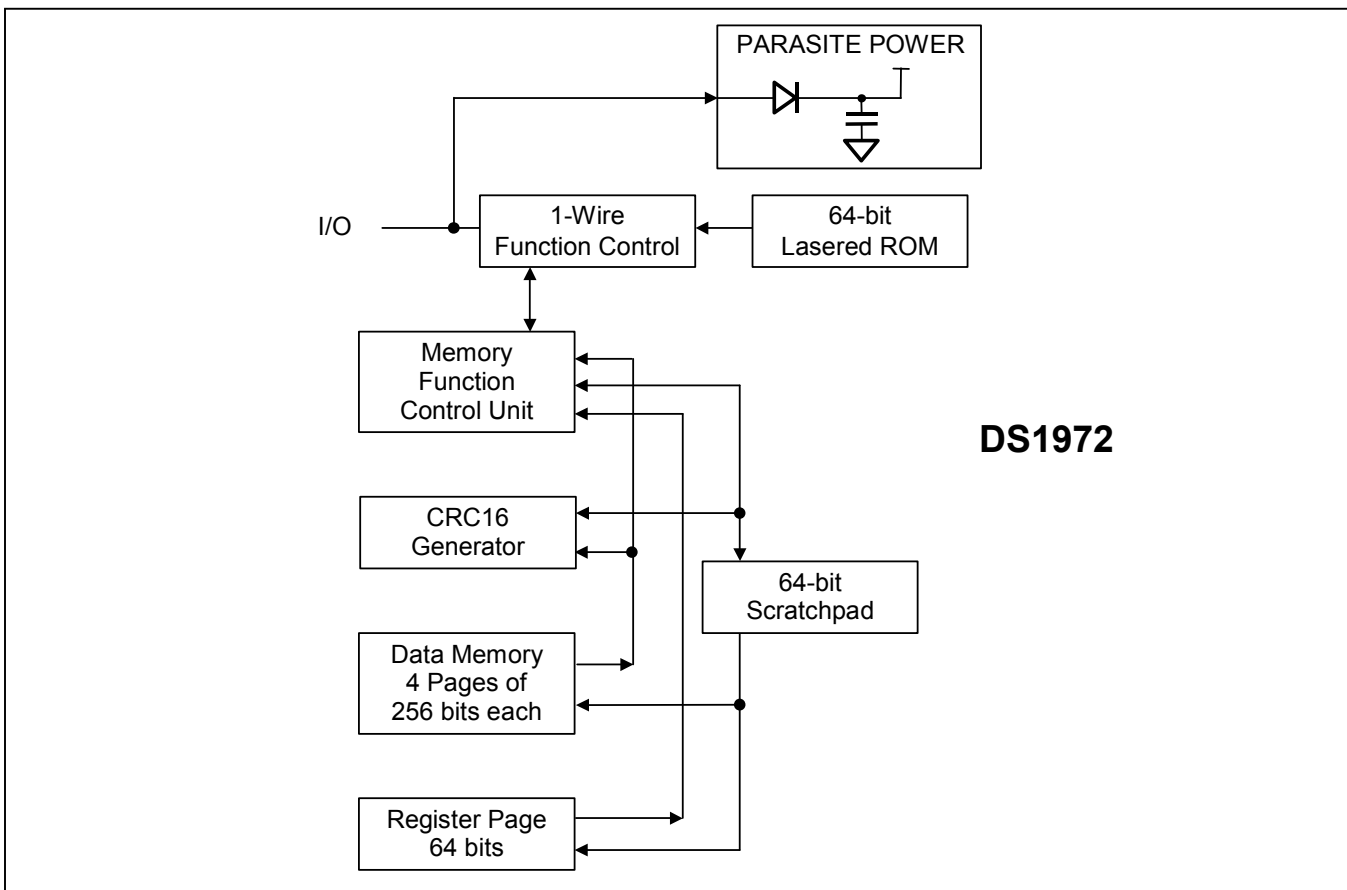 PARASITE POWER
I/O
1-Wire
Function Control
64-bit
Lasered ROM
Memory
Function
Control Unit
DS1972
CRC16
Generator
64-bit
Scratchpad
Data Memory
4 Pages of
256 bits each
Register Page
64 bits